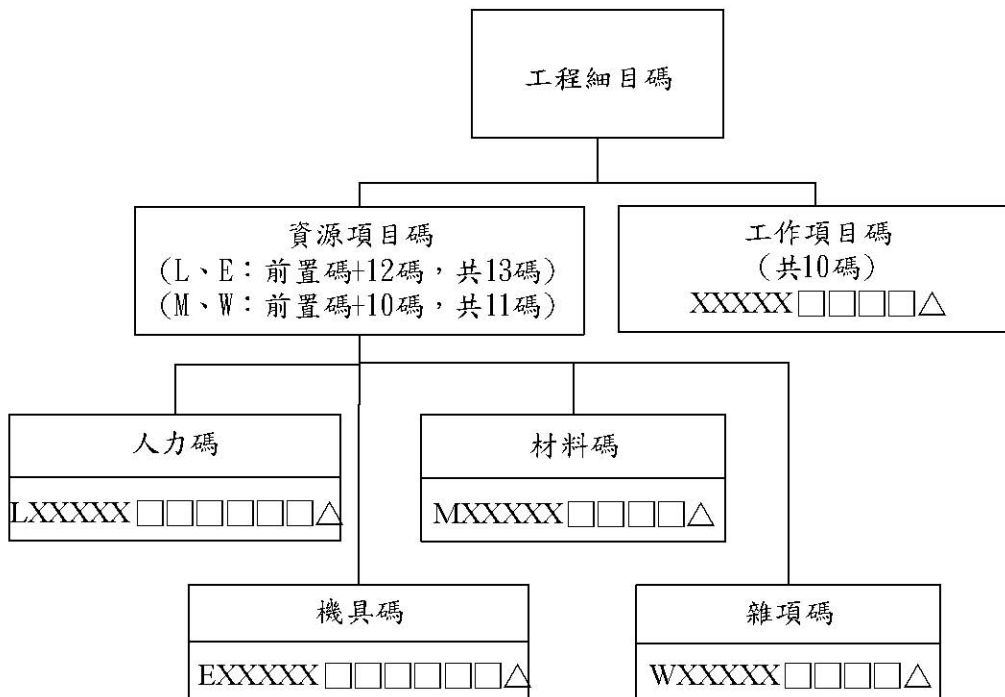 工程細目碼
資源項目碼
(L、E：前置碼+12碼，共13碼)
(M、W：前置碼+10碼，共11碼)
工作項目碼
(共10碼)
XXXXX□□□□△
人力碼
LXXXXX□□□□□□△
材料碼
MXXXXX□□□□△
機具碼
EXXXXX□□□□□□△
雜項碼
WXXXXX□□□□△